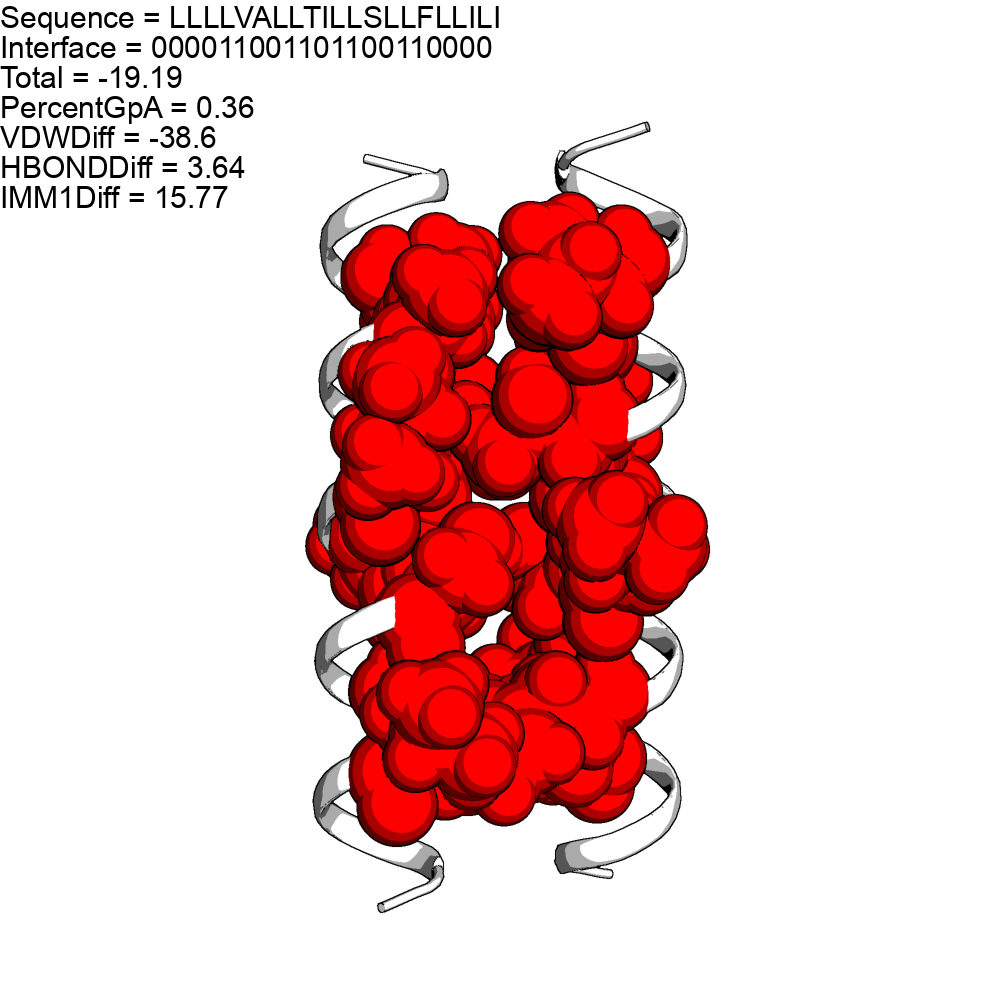 Sequence = LLLLVALLTILLSLLFLLILI
Interface = 000011001101100110000
Total = -19.19
PercentGpA = 0.36
VDWDiff = -38.6
HBONDDiff = 3.64
IMM1Diff = 15.77